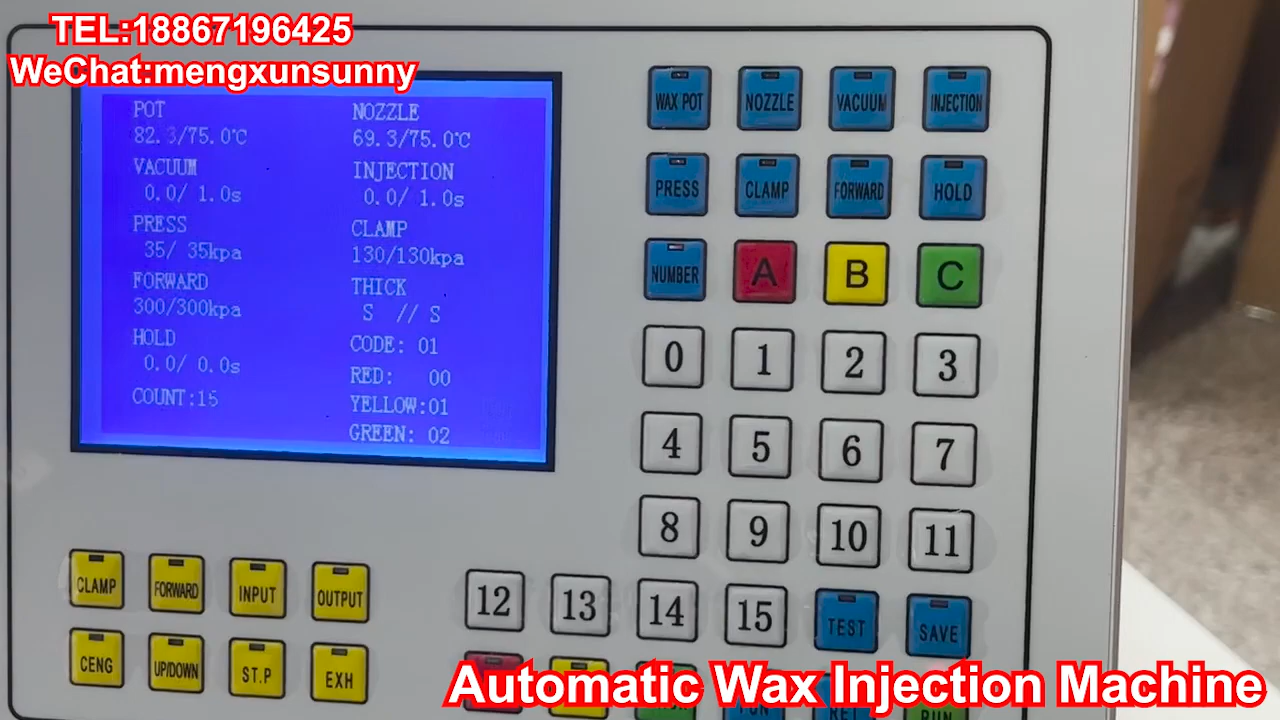 TEL:18867196425
WeChat:mengxunsunny
POT
82.3/75.0℃
VACUUM
0.0/ 1.0s
PRESS
35/ 35kpa
FORWARD
300/300kpa
HOLD
0.0/ 0.0s
COUNT:15
NOZZLE
69.3/75.0℃
INJECTION
0.0/ 1.0s
CLAMP
130/130kpa
THICK
S // S
CODE: 01
RED: 00
YELLOW:01
GREEN: 02
WAX POT NOZZLE VACUUM INJECTION
PRESS CLAMP FORWARD HOLD
NUMBER A B C
0 1 2 3
4 5 6 7
8 9 10 11
12 13 14 15 TEST SAVE
CLAMP FORWARD INPUT OUTPUT
CENG UP/DOWN ST.P EXH
RUN
Automatic Wax Injection Machine